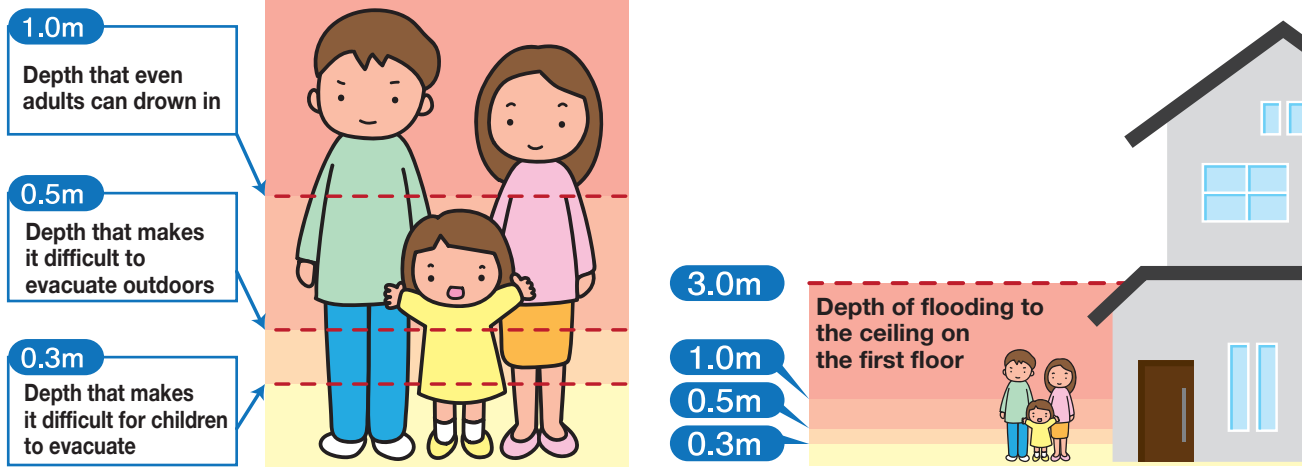 1.0m
Depth that even
adults can drown in
0.5m
Depth that makes
it difficult to
evacuate outdoors
0.3m
Depth that makes
it difficult for children
to evacuate
3.0m
Depth of flooding to
the ceiling on
the first floor
1.0m
0.5m
0.3m